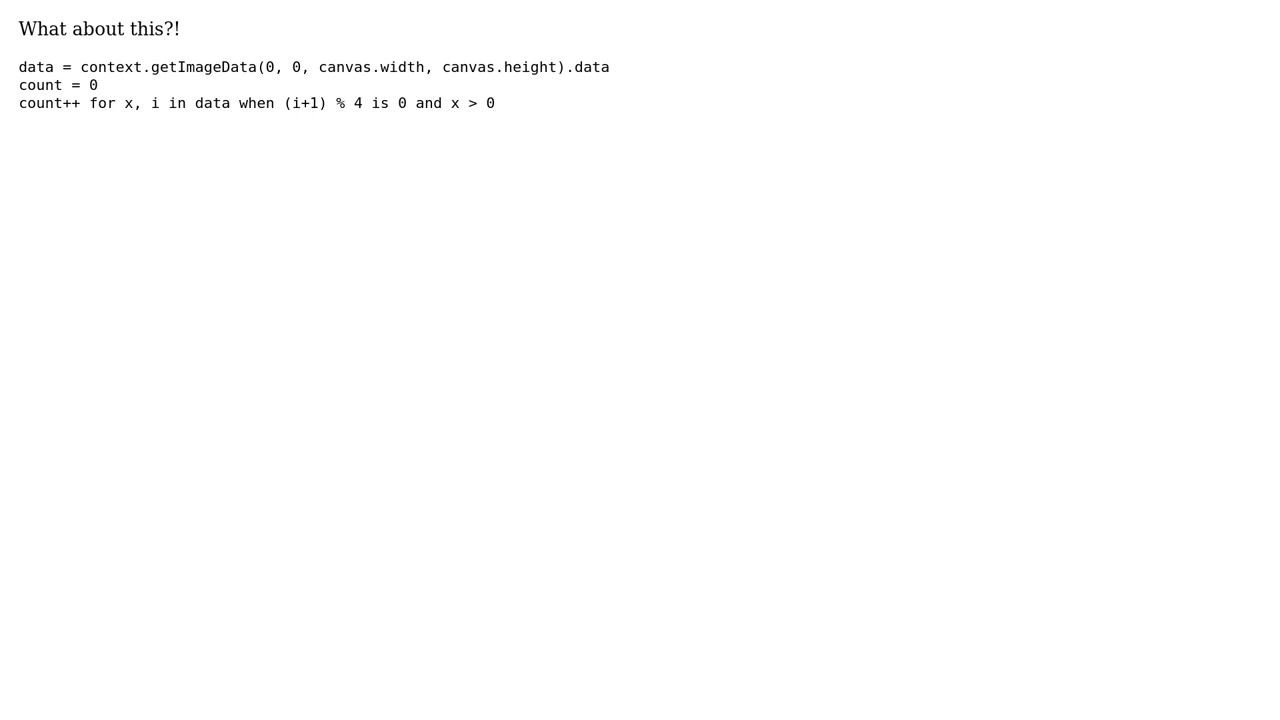 What about this?!
data = context.getImageData(0, 0, canvas.width, canvas.height).data
count = 0
count++ for x, i in data when (i+1) % 4 is 0 and x > 0